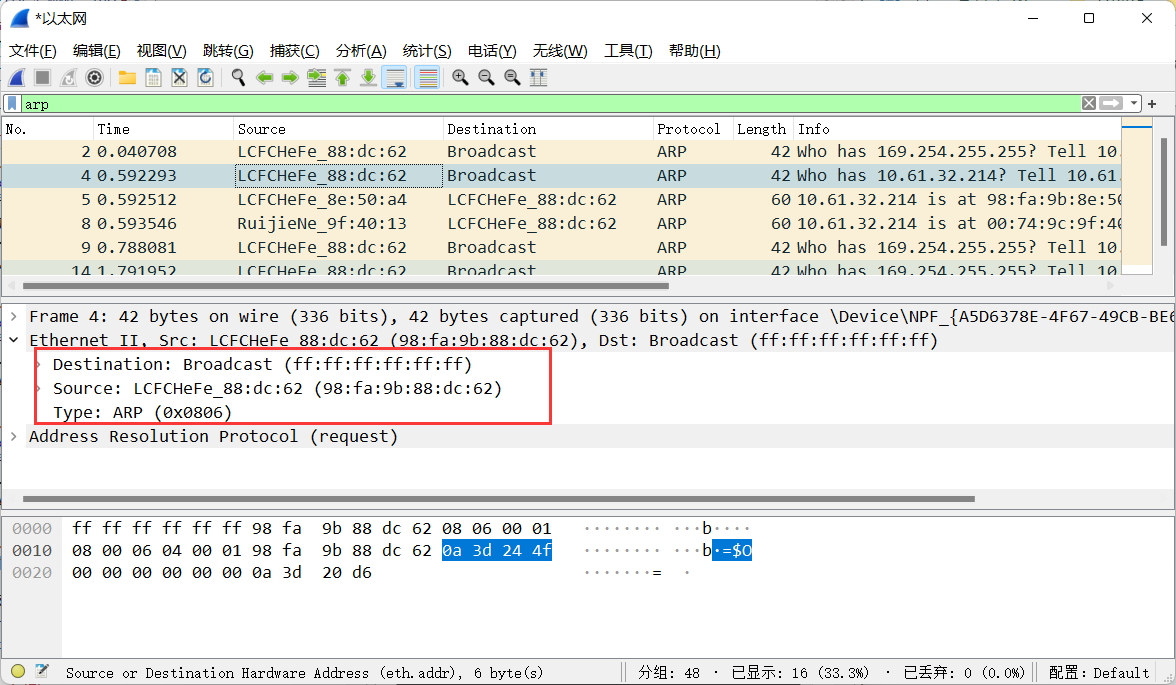 *以太网
文件(F) 编辑(E) 视图(V) 跳转(G) 捕获(C) 分析(A) 统计(S) 电话(Y) 无线(W) 工具(T) 帮助(H)
arp
No. Time Source Destination Protocol Length Info
2 0.040708 LCFCHeFe_88:dc:62 Broadcast ARP 42 Who has 169.254.255.255? Tell 10.
4 0.592293 LCFCHeFe_88:dc:62 Broadcast ARP 42 Who has 10.61.32.214? Tell 10.61.
5 0.592512 LCFCHeFe_8e:50:a4 LCFCHeFe_88:dc:62 ARP 60 10.61.32.214 is at 98:fa:9b:8e:50
8 0.593546 RuijieNe_9f:40:13 LCFCHeFe_88:dc:62 ARP 60 10.61.32.214 is at 00:74:9c:9f:40
9 0.788081 LCFCHeFe_88:dc:62 Broadcast ARP 42 Who has 169.254.255.255? Tell 10.
14 1.791952 LCFCHeFe_88:dc:62 Broadcast ARP 42 Who has 169.254.255.255? Tell 10.
Frame 4: 42 bytes on wire (336 bits), 42 bytes captured (336 bits) on interface \Device\NPF_{A5D6378E-4F67-49CB-BE6
Ethernet II, Src: LCFCHeFe_88:dc:62 (98:fa:9b:88:dc:62), Dst: Broadcast (ff:ff:ff:ff:ff:ff)
Destination: Broadcast (ff:ff:ff:ff:ff:ff)
Source: LCFCHeFe_88:dc:62 (98:fa:9b:88:dc:62)
Type: ARP (0x0806)
Address Resolution Protocol (request)
0000 ff ff ff ff ff ff 98 fa 9b 88 dc 62 08 06 00 01 ········ ···b····
0010 08 00 06 04 00 01 98 fa 9b 88 dc 62 0a 3d 24 4f ········ ···b·=$O
0020 00 00 00 00 00 00 0a 3d 20 d6 ·······= ·
Source or Destination Hardware Address (eth.addr), 6 byte(s) 分组: 48 · 已显示: 16 (33.3%) · 已丢弃: 0 (0.0%) 配置: Default